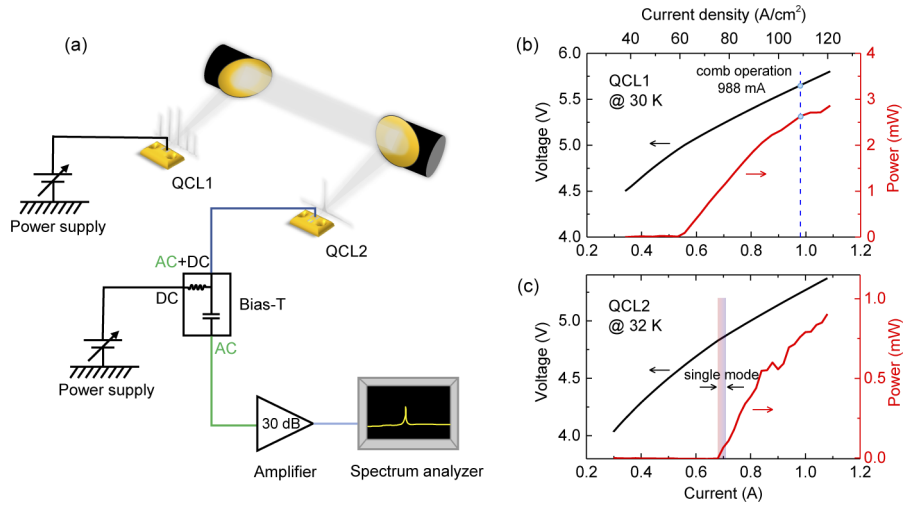 (a)
QCL1
Power supply
QCL2
AC+DC
DC
Bias-T
AC
Power supply
30 dB
Amplifier
Spectrum analyzer
Current density (A/cm²)
40 60 80 100 120
(b)
QCL1
@ 30 K
comb operation
988 mA
Voltage (V)
6.0
5.5
5.0
4.5
4.0
Power (mW)
4
3
2
1
0
0.2 0.4 0.6 0.8 1.0 1.2
(c)
QCL2
@ 32 K
single mode
Voltage (V)
5.0
4.5
4.0
Power (mW)
1.0
0.5
0.0
0.2 0.4 0.6 0.8 1.0 1.2
Current (A)